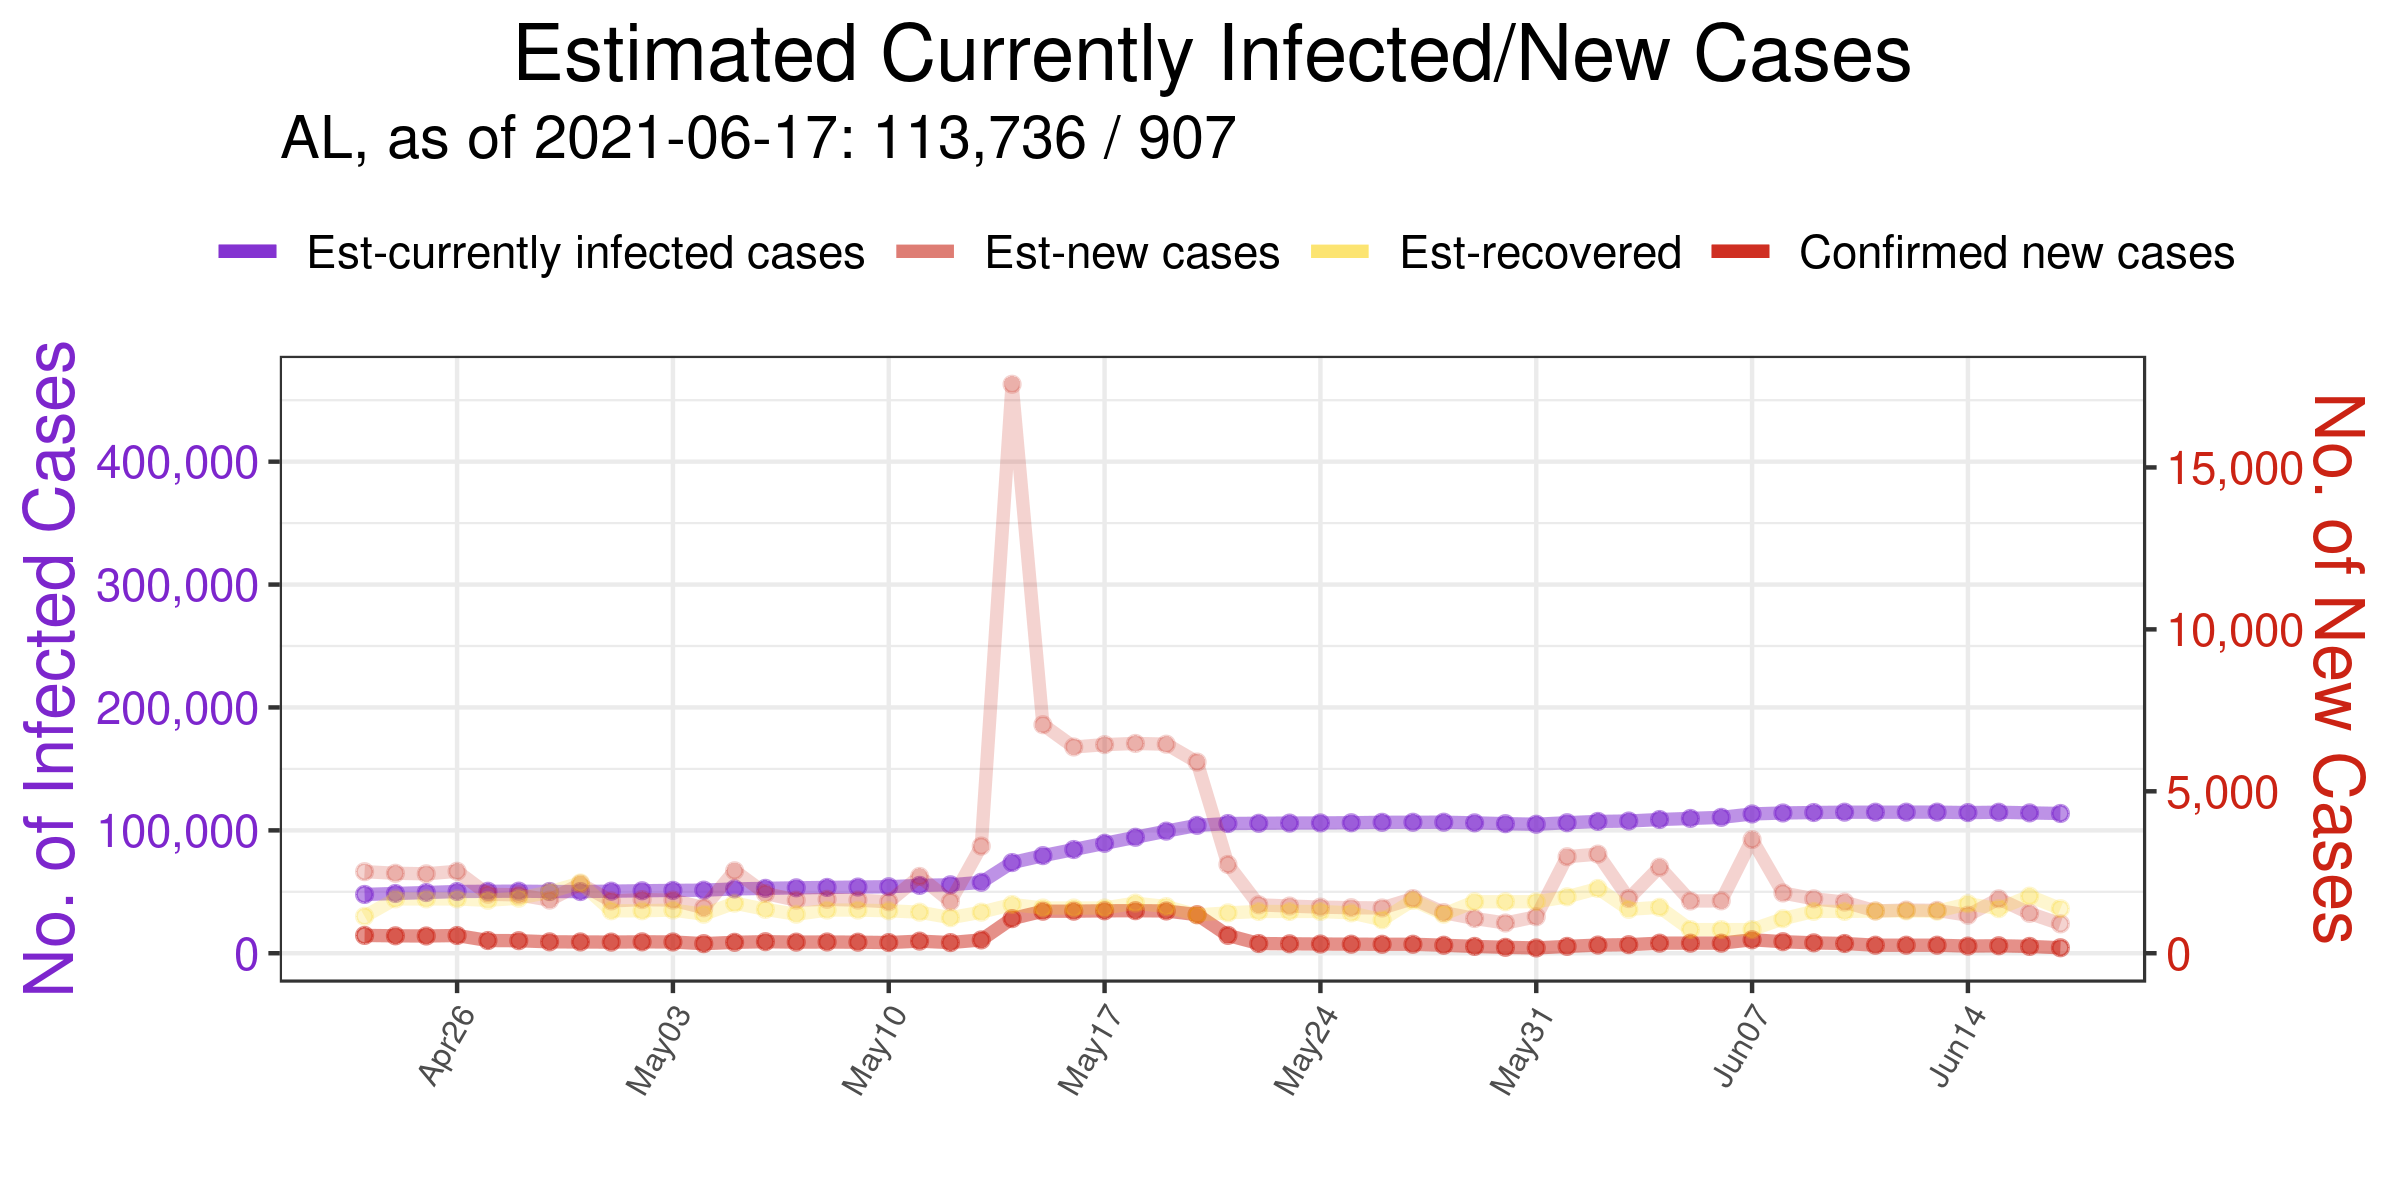 Estimated Currently Infected/New Cases
AL, as of 2021-06-17: 113,736 / 907
Est-currently infected cases Est-new cases Est-recovered Confirmed new cases
No. of Infected Cases
400,000
300,000
200,000
100,000
0
15,000
10,000
5,000
0
No. of New Cases
Apr26 May03 May10 May17 May24 May31 Jun07 Jun14